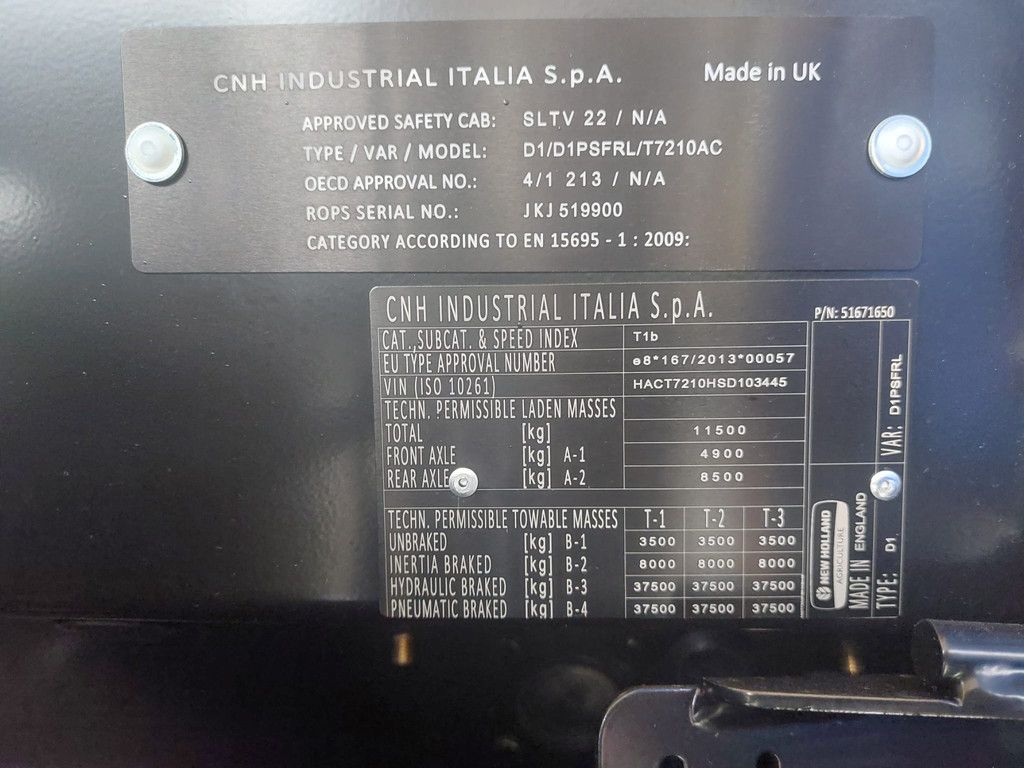 CNH INDUSTRIAL ITALIA S.p.A. Made in UK
APPROVED SAFETY CAB: SLTV 22 / N/A
TYPE / VAR / MODEL: D1/D1PSFRL/T7210AC
OECD APPROVAL NO.: 4/1 213 / N/A
ROPS SERIAL NO.: JKJ519900
CATEGORY ACCORDING TO EN 15695 - 1 : 2009:
CNH INDUSTRIAL ITALIA S.p.A. P/N: 51671650
CAT.,SUBCAT. & SPEED INDEX T1b
EU TYPE APPROVAL NUMBER e8*167/2013*00057
VIN (ISO 10261) HACT7210HSD103445
TECHN. PERMISSIBLE LADEN MASSES
TOTAL [kg] 11500
FRONT AXLE [kg] A-1 4900
REAR AXLE [kg] A-2 8500
TECHN. PERMISSIBLE TOWABLE MASSES T-1 T-2 T-3
UNBRAKED [kg] B-1 3500 3500 3500
INERTIA BRAKED [kg] B-2 8000 8000 8000
HYDRAULIC BRAKED [kg] B-3 37500 37500 37500
PNEUMATIC BRAKED [kg] B-4 37500 37500 37500
NEW HOLLAND
AGRICULTURE
MADE IN ENGLAND
TYPE: D1 VAR: D1PSFRL